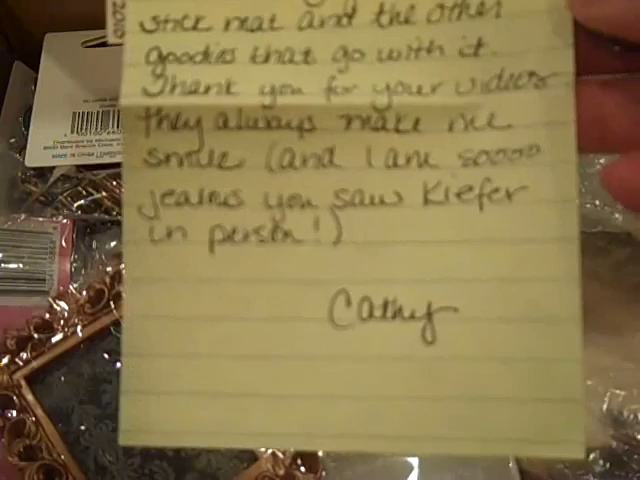 stick mat and the other
goodies that go with it.
Thank you for your videos
they always make me
smile (and I am soooo
jealous you saw Kiefer
in person!)
Cathy
2010